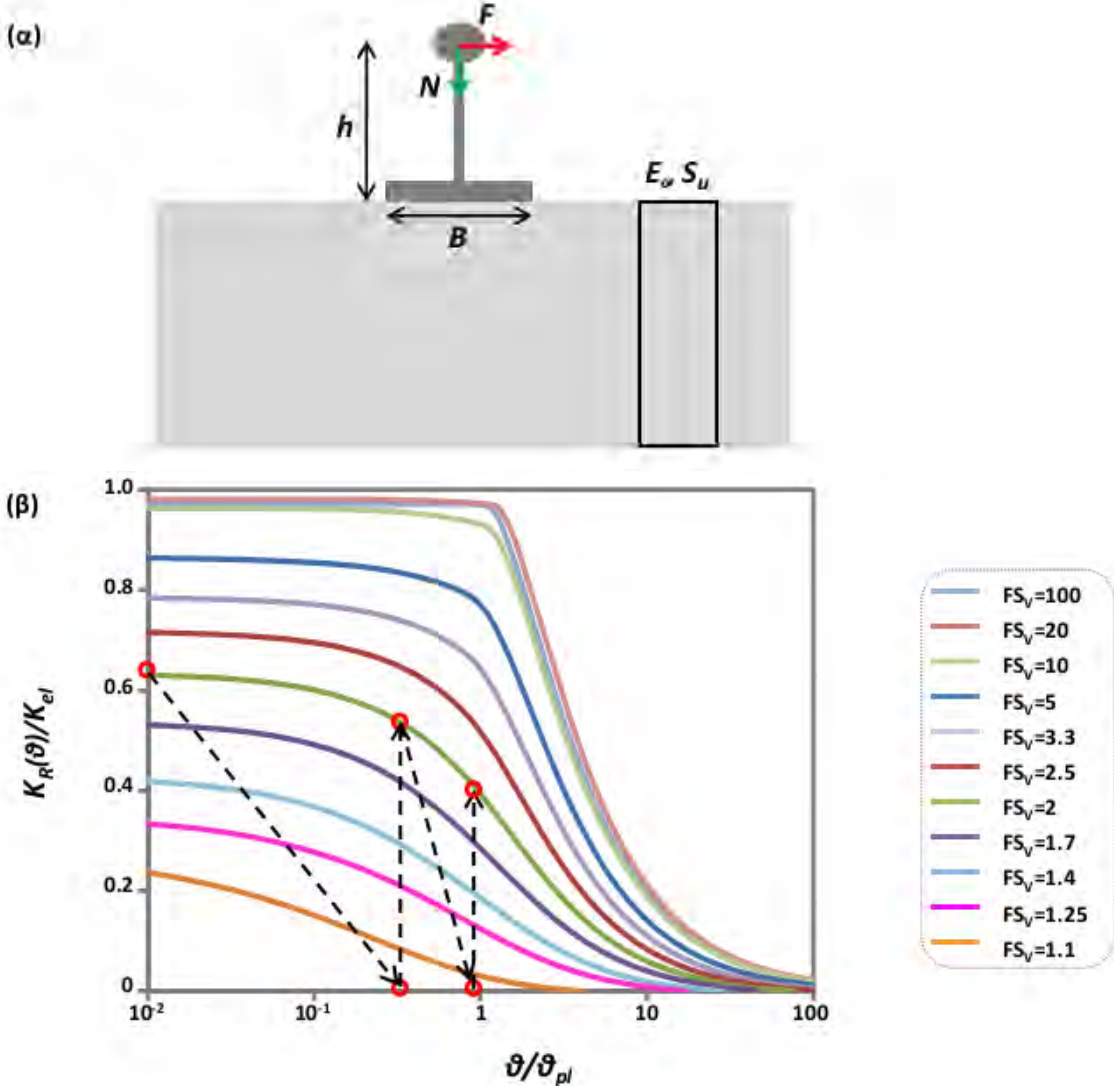 (α)
F
N
h
E₀, Sᵤ
B
(β)
1.0
0.8
0.6
0.4
0.2
0
K_R(ϑ)/K_el
10⁻²
10⁻¹
1
10
100
ϑ/ϑ_pl
FS_V=100
FS_V=20
FS_V=10
FS_V=5
FS_V=3.3
FS_V=2.5
FS_V=2
FS_V=1.7
FS_V=1.4
FS_V=1.25
FS_V=1.1